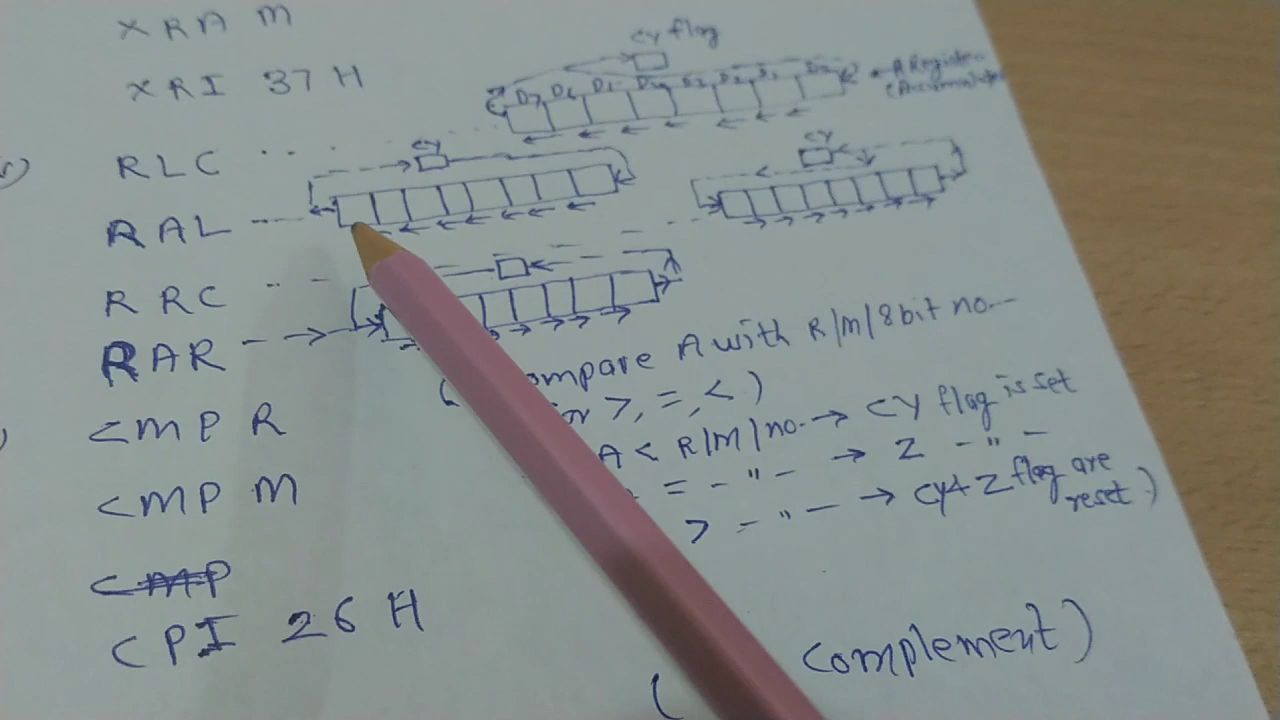 XRA M
XRI 37 H
CY flag
D7 D6 D5 D4 D3 D2 D1 D0
A Register
(Accumulator
RLC
CY
CY
RAL
RRC
RAR
ompare A with R/M/8bit no.
for >, =, <)
CMP R
A < R/M/no. → CY flag is set
= - " - → Z - " -
CMP M
> - " - → CY & Z flag are
reset)
CMP
CPI 26 H
(
complement)